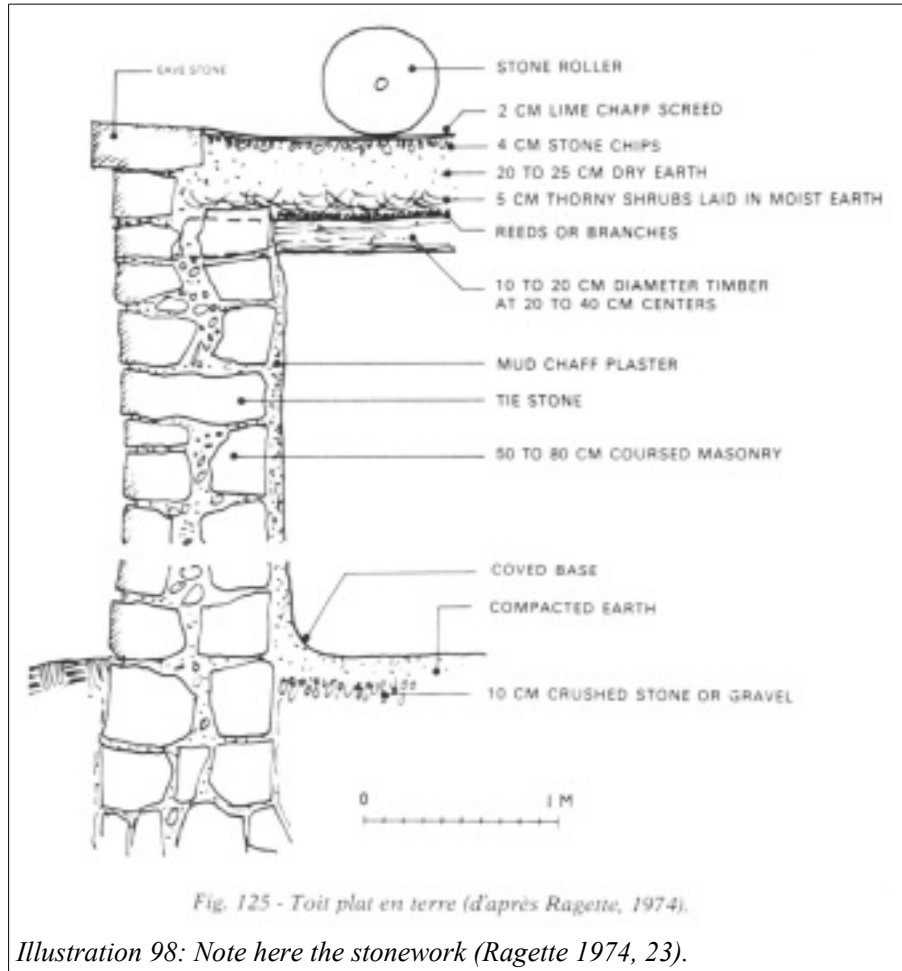 EAVE STONE
STONE ROLLER
2 CM LIME CHAFF SCREED
4 CM STONE CHIPS
20 TO 25 CM DRY EARTH
5 CM THORNY SHRUBS LAID IN MOIST EARTH
REEDS OR BRANCHES
10 TO 20 CM DIAMETER TIMBER
AT 20 TO 40 CM CENTERS
MUD CHAFF PLASTER
TIE STONE
50 TO 80 CM COURSED MASONRY
COVED BASE
COMPACTED EARTH
10 CM CRUSHED STONE OR GRAVEL
0 1 M
Fig. 125 - Toit plat en terre (d'après Ragette, 1974).
Illustration 98: Note here the stonework (Ragette 1974, 23).